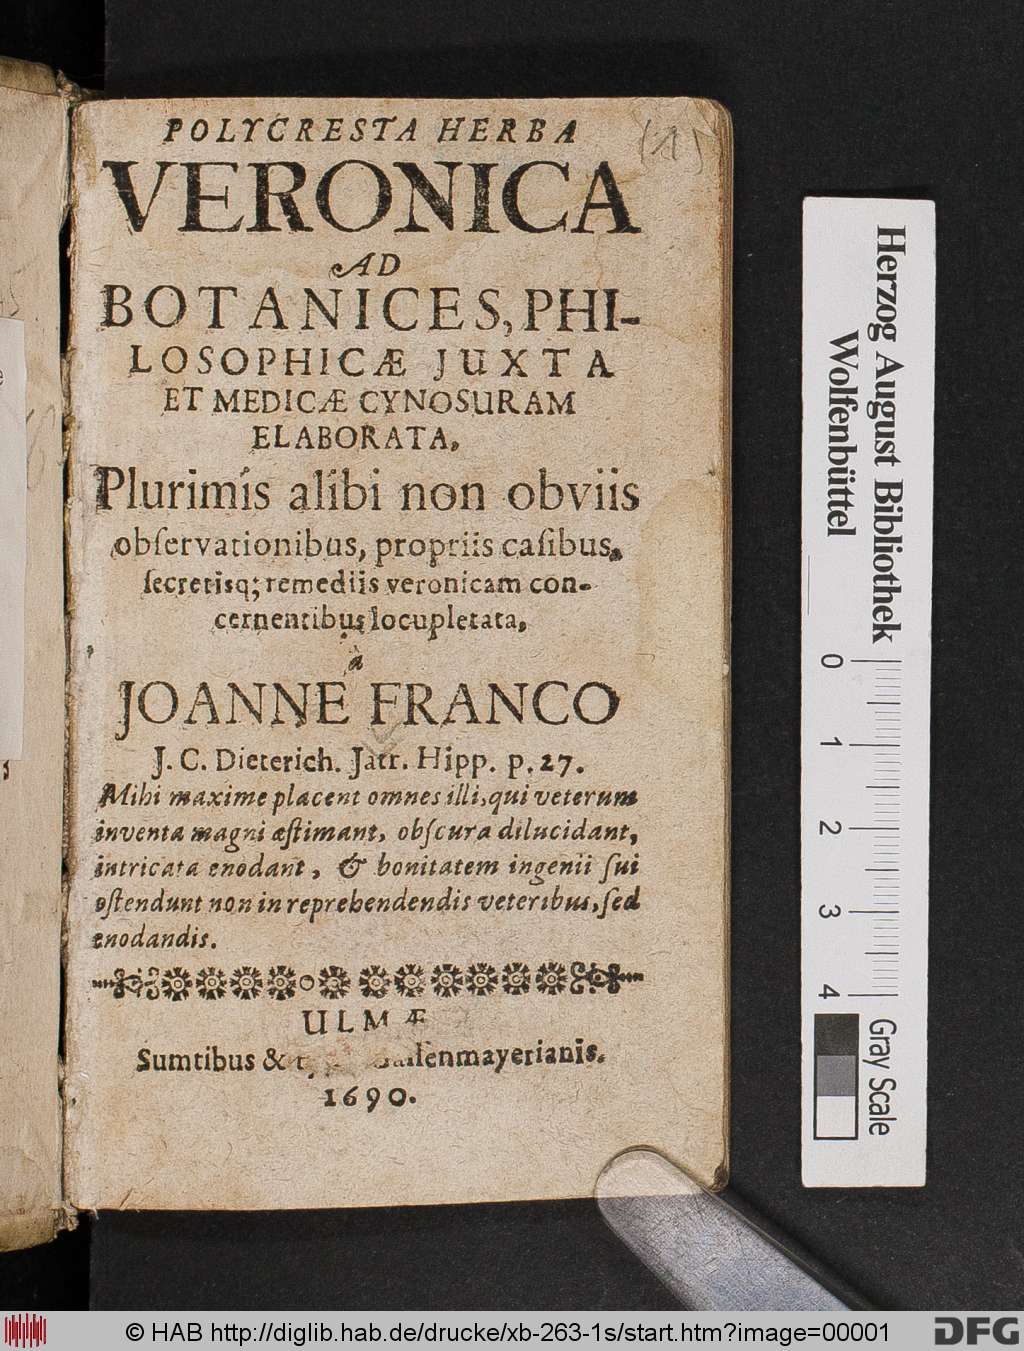 POLYCRESTA HERBA (1)
VERONICA
AD
BOTANICES, PHI-
LOSOPHICÆ JUXTA
ET MEDICÆ CYNOSURAM
ELABORATA,
Plurimis alibi non obviis
obſervationibus, propriis caſibus,
ſecretisq; remediis veronicam con-
cernentibus locupletata,
à
JOANNE FRANCO
J. C. Dieterich. Jatr. Hipp. p. 27.
Mihi maxime placent omnes illi, qui veterum
inventa magni æſtimant, obſcura dilucidant,
intricata enodant, & bonitatem ingenii ſui
oſtendunt non in reprehendendis veteribus, ſed
enodandis.
ULMÆ
Sumtibus &
1690.
Herzog August Bibliothek
Wolfenbüttel
0 1 2 3 4
Gray Scale
© HAB http://diglib.hab.de/drucke/xb-263-1s/start.htm?image=00001
DFG